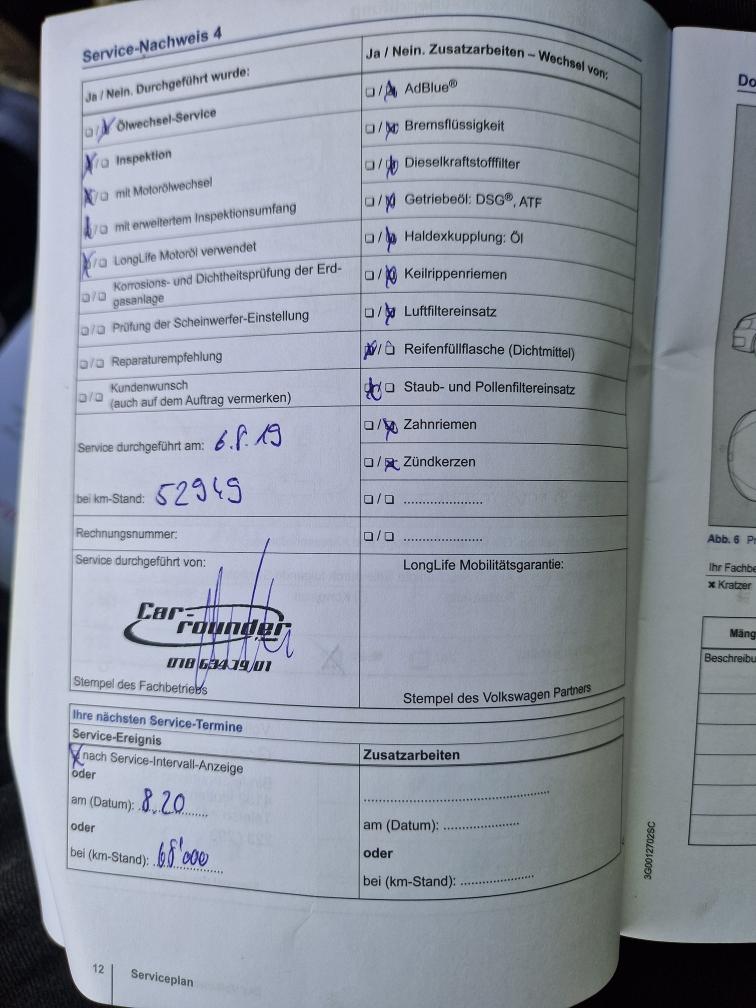 Service-Nachweis 4
Ja / Nein. Durchgeführt wurde:
☐/☒ Ölwechsel-Service
☒/☐ Inspektion
☒/☐ mit Motorölwechsel
☒/☐ mit erweitertem Inspektionsumfang
☒/☐ LongLife Motoröl verwendet
☐/☐ Korrosions- und Dichtheitsprüfung der Erd-
gasanlage
☐/☐ Prüfung der Scheinwerfer-Einstellung
☐/☐ Reparaturempfehlung
☐/☐ Kundenwunsch
(auch auf dem Auftrag vermerken)
Service durchgeführt am: 6.8.19
bei km-Stand: 52949
Rechnungsnummer:
Service durchgeführt von:
Car-
rounder
078 634 79 01
Stempel des Fachbetriebs
Ja / Nein. Zusatzarbeiten – Wechsel von:
☐/☒ AdBlue®
☐/☒ Bremsflüssigkeit
☐/☒ Dieselkraftstofffilter
☐/☒ Getriebeöl: DSG®, ATF
☐/☒ Haldexkupplung: Öl
☐/☒ Keilrippenriemen
☐/☒ Luftfiltereinsatz
☒/☐ Reifenfüllflasche (Dichtmittel)
☒/☐ Staub- und Pollenfiltereinsatz
☐/☒ Zahnriemen
☐/☒ Zündkerzen
☐/☐ ......................
☐/☐ ......................
LongLife Mobilitätsgarantie:
Stempel des Volkswagen Partners
Ihre nächsten Service-Termine
Service-Ereignis
☒ nach Service-Intervall-Anzeige
oder
am (Datum): 8.20
oder
bei (km-Stand): 68'000
Zusatzarbeiten
..................................................
am (Datum): ....................
oder
bei (km-Stand): ....................
12 Serviceplan
3G0012702SC
Abb. 6
Ihr Fachbe
x Kratzer
Mäng
Beschreibu